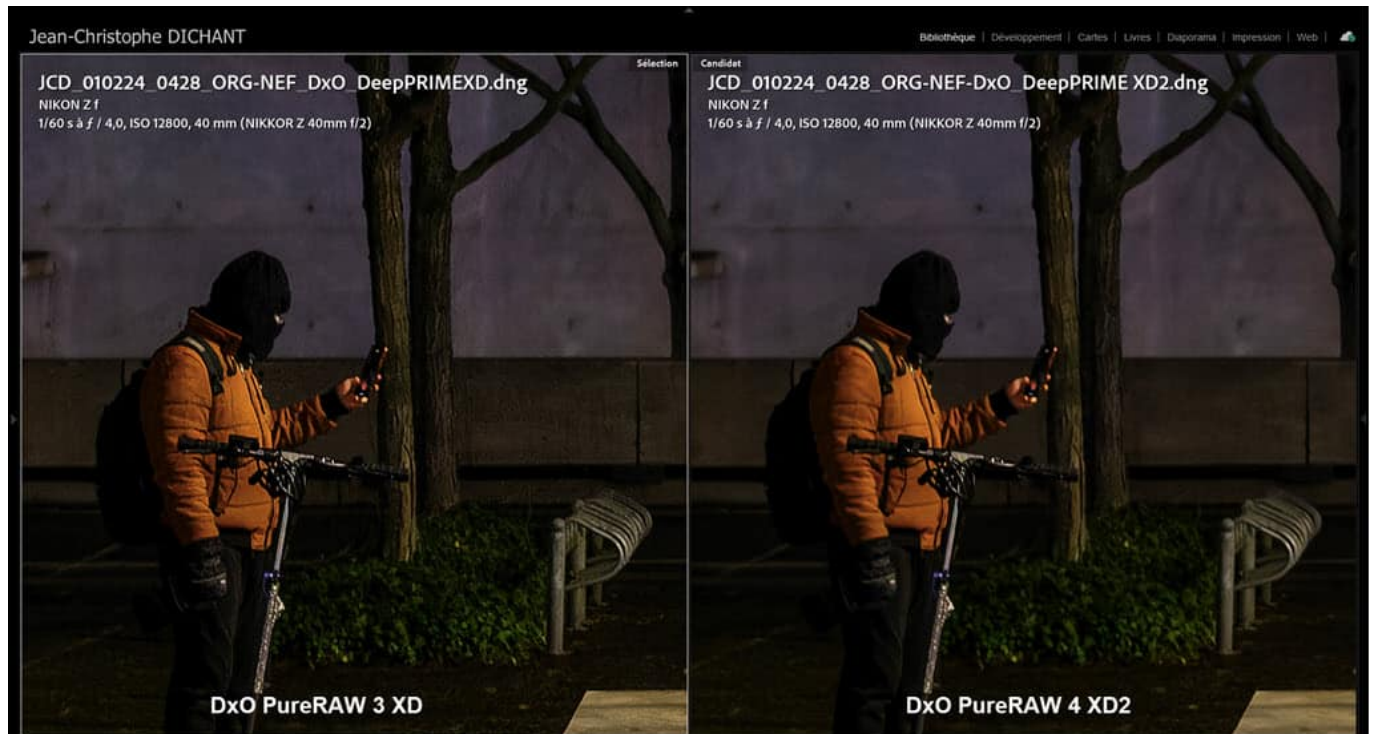 Jean-Christophe DICHANT
Bibliothèque | Développement | Cartes | Livres | Diaporama | Impression | Web |
Sélection
JCD_010224_0428_ORG-NEF_DxO_DeepPRIMEXD.dng
NIKON Z f
1/60 s à ƒ / 4,0, ISO 12800, 40 mm (NIKKOR Z 40mm f/2)
DxO PureRAW 3 XD
Candidat
JCD_010224_0428_ORG-NEF-DxO_DeepPRIME XD2.dng
NIKON Z f
1/60 s à ƒ / 4,0, ISO 12800, 40 mm (NIKKOR Z 40mm f/2)
DxO PureRAW 4 XD2